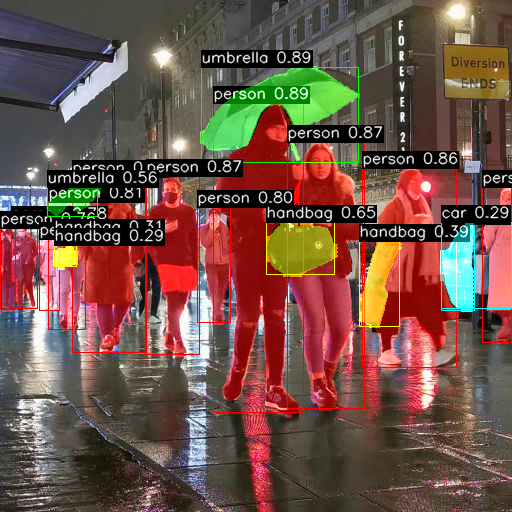 umbrella 0.89
person 0.89
person 0.87
person 0.86
person 0.87
umbrella 0.56
person 0.81
person 0.80
handbag 0.65
car 0.29
handbag 0.39
handbag 0.31
handbag 0.29
FOREVER 2
Diversion
ENDS